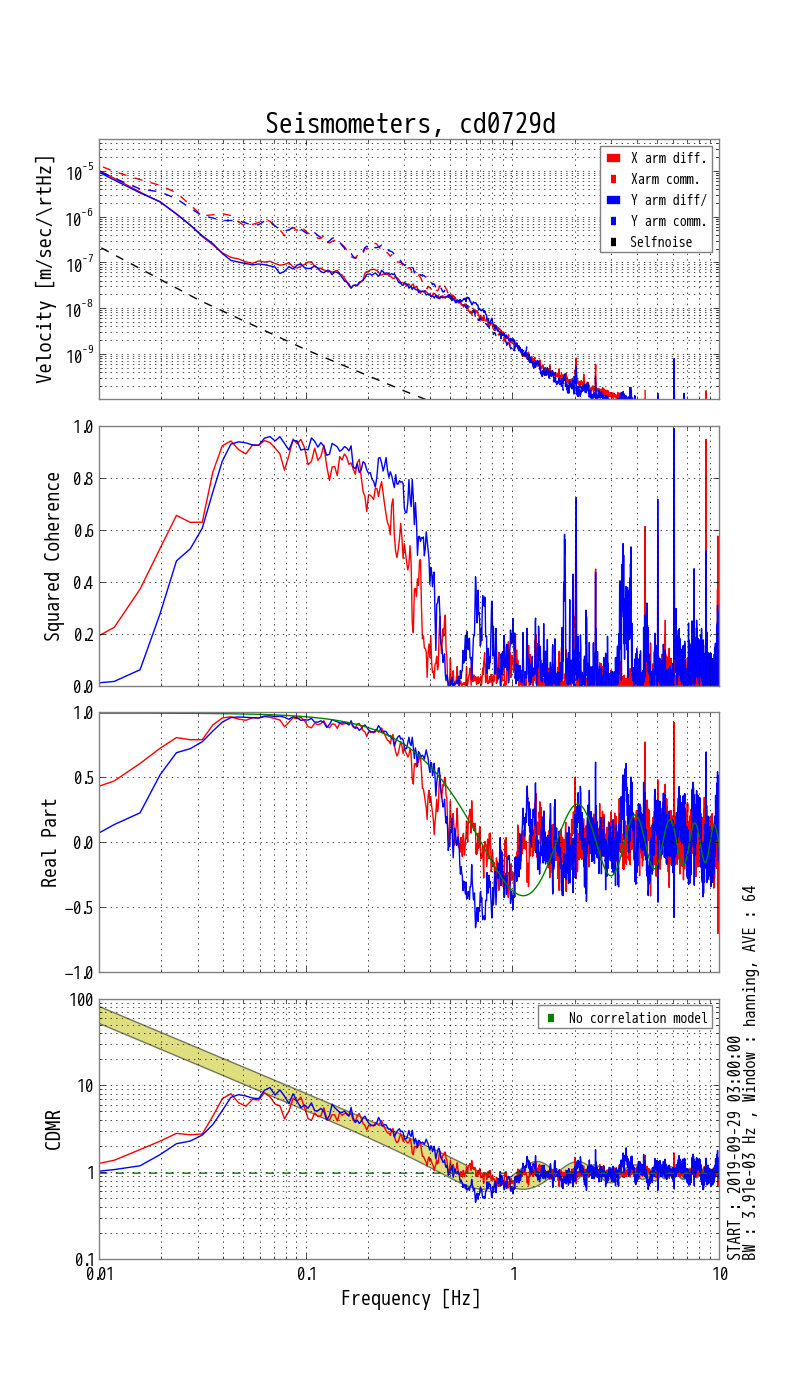 Seismometers, cd0729d
Velocity [m/sec/\rtHz]
10^-5
10^-6
10^-7
10^-8
10^-9
X arm diff.
Xarm comm.
Y arm diff/
Y arm comm.
Selfnoise
Squared Coherence
1.0
0.8
0.6
0.4
0.2
0.0
Real Part
1.0
0.5
0.0
−0.5
−1.0
CDMR
100
10
1
0.1
No correlation model
0.01
0.1
1
10
Frequency [Hz]
START : 2019-09-29 03:00:00
BW : 3.91e-03 Hz , Window : hanning, AVE : 64